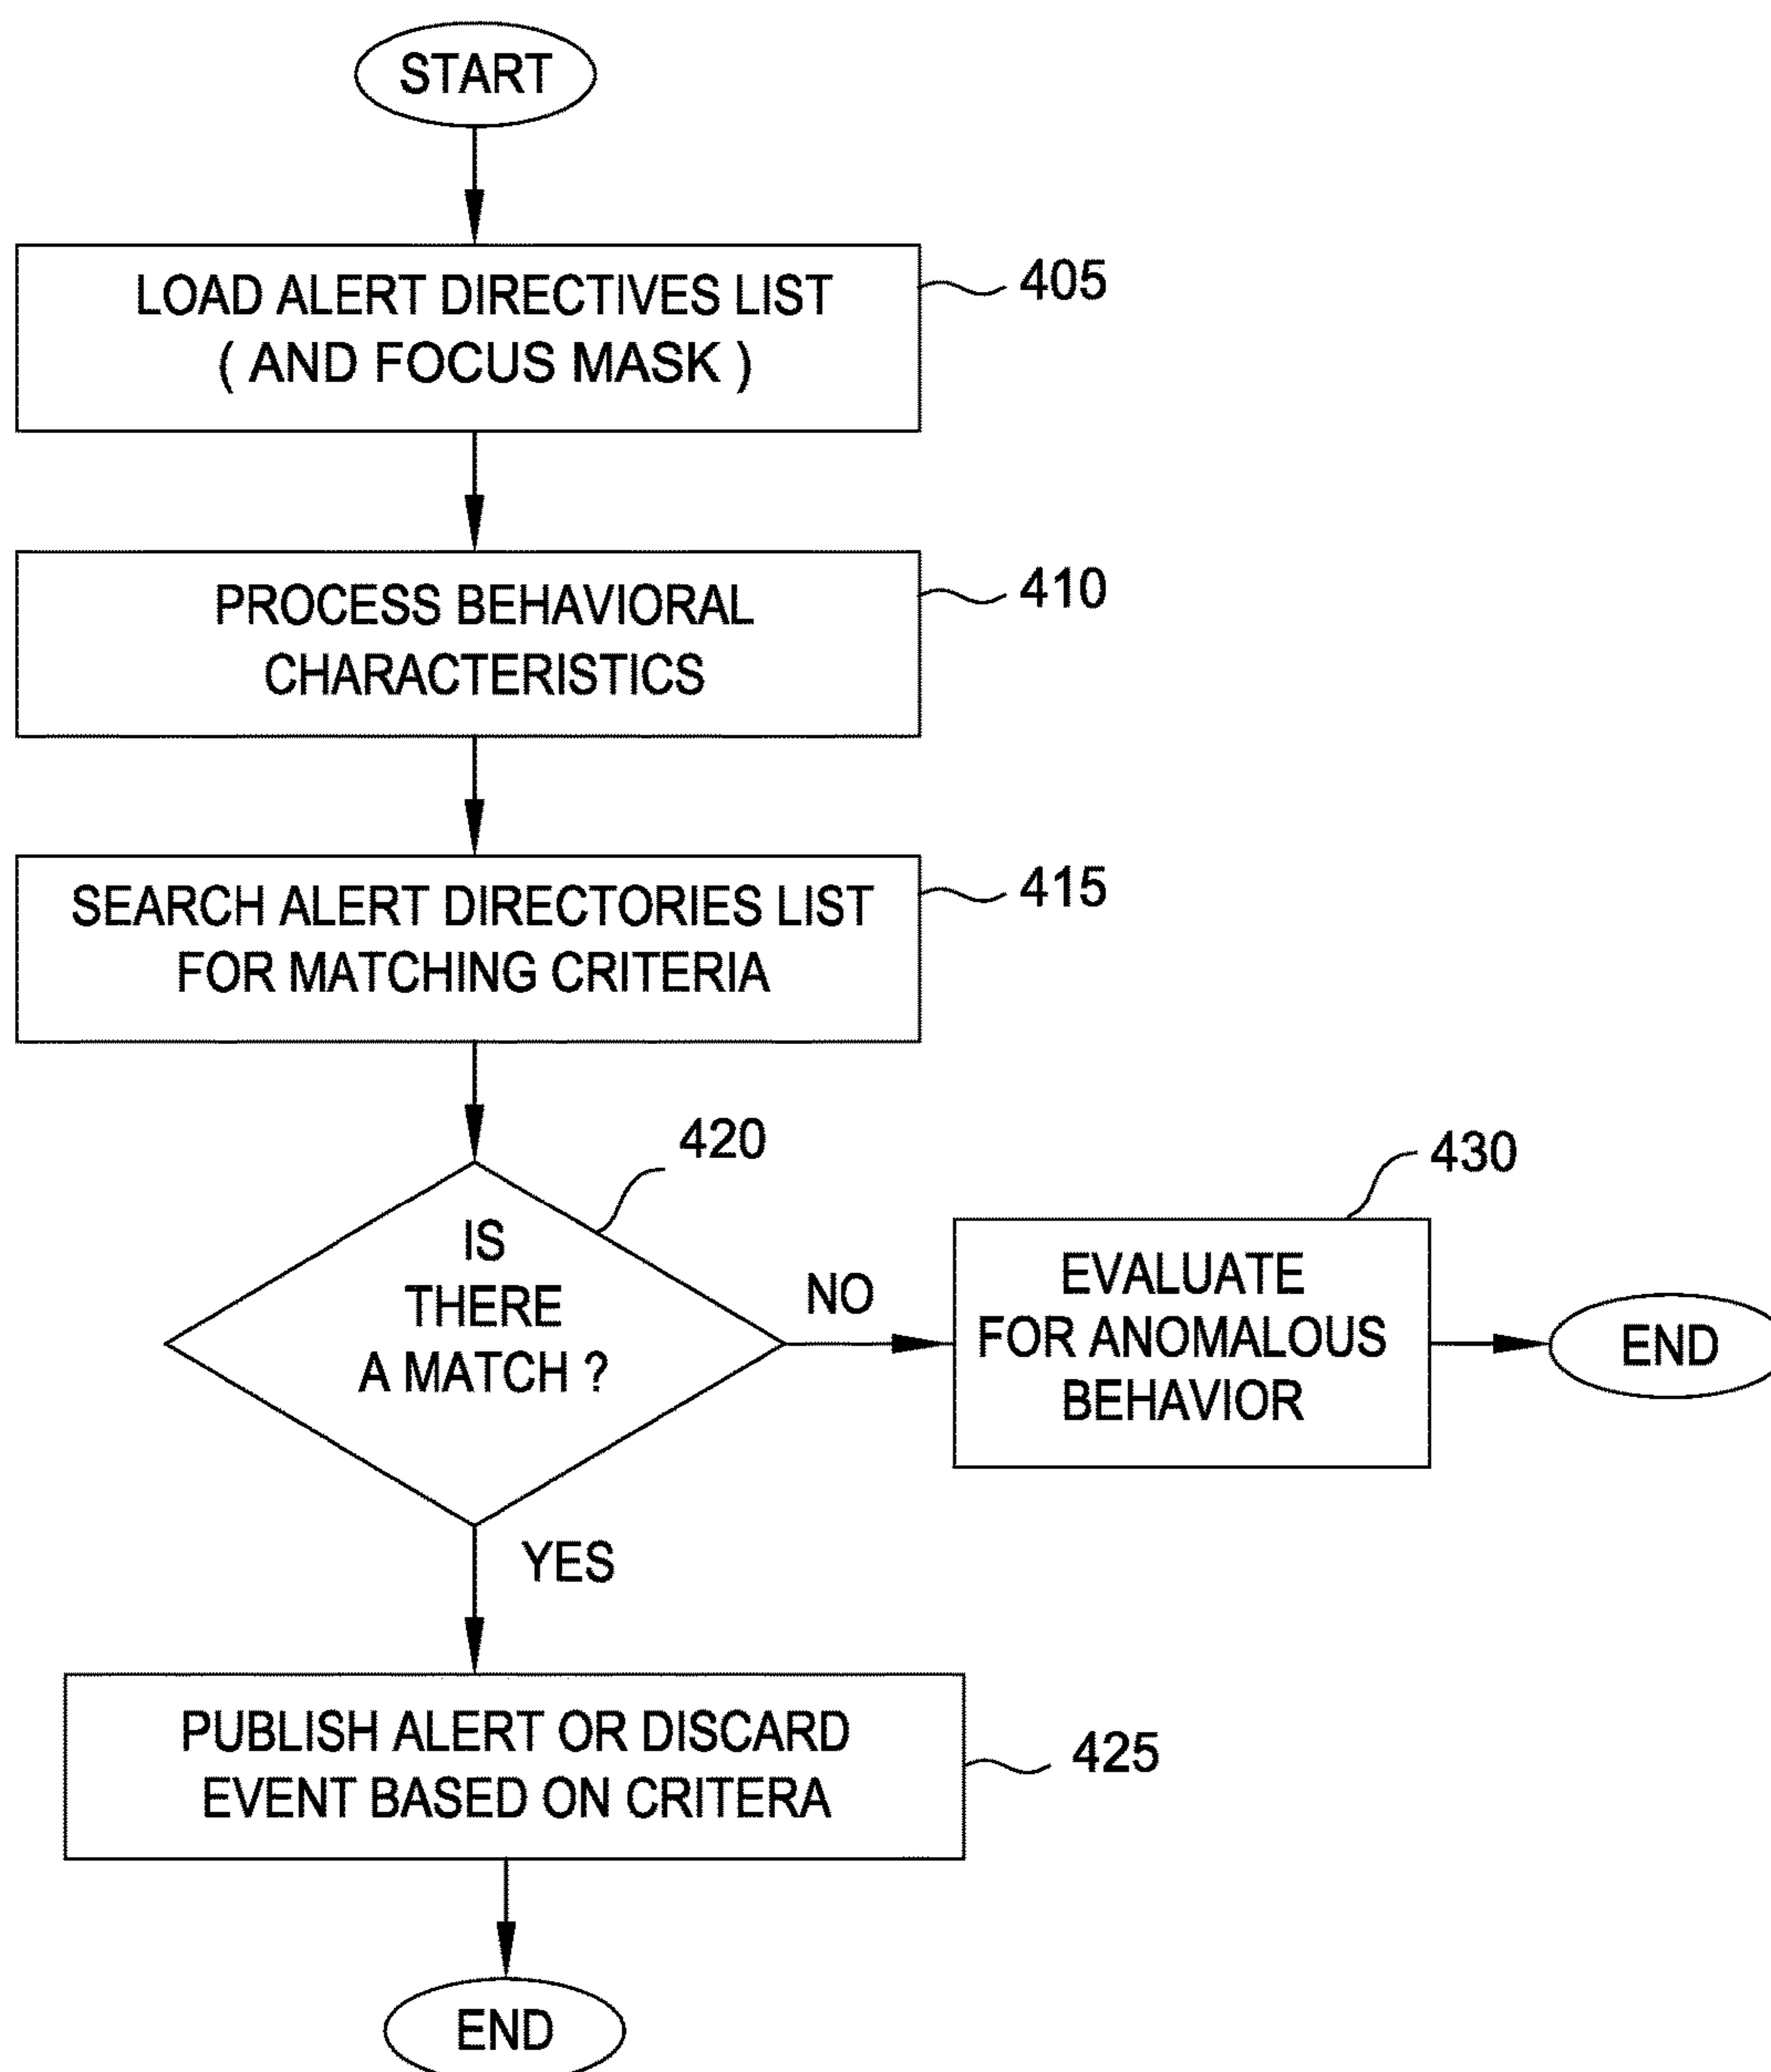 START
LOAD ALERT DIRECTIVES LIST
( AND FOCUS MASK )
405
PROCESS BEHAVIORAL
CHARACTERISTICS
410
SEARCH ALERT DIRECTORIES LIST
FOR MATCHING CRITERIA
415
IS
THERE
A MATCH ?
420
NO
EVALUATE
FOR ANOMALOUS
BEHAVIOR
430
END
YES
PUBLISH ALERT OR DISCARD
EVENT BASED ON CRITERA
425
END